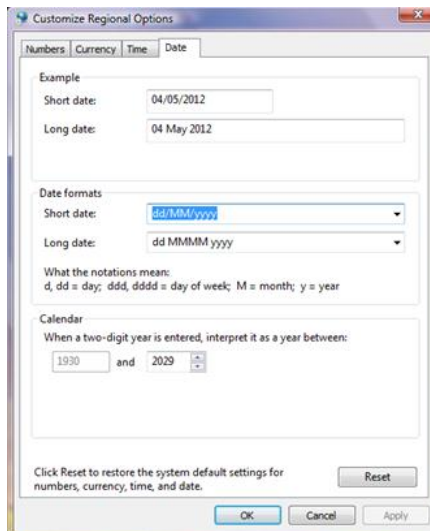 Customize Regional Options
Numbers Currency Time Date
Example
Short date: 04/05/2012
Long date: 04 May 2012
Date formats
Short date: dd/MM/yyyy
Long date: dd MMMM yyyy
What the notations mean:
d, dd = day; ddd, dddd = day of week; M = month; y = year
Calendar
When a two-digit year is entered, interpret it as a year between:
1930 and 2029
Click Reset to restore the system default settings for
numbers, currency, time, and date.
Reset
OK Cancel Apply